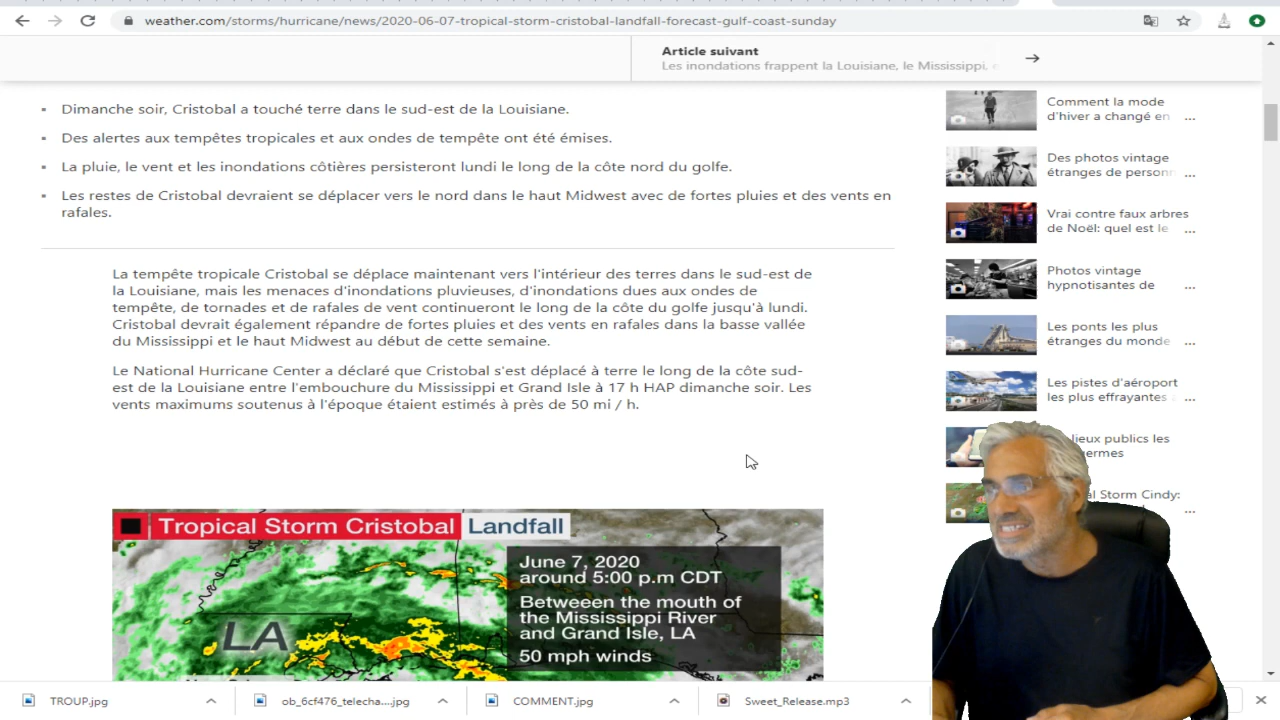 weather.com/storms/hurricane/news/2020-06-07-tropical-storm-cristobal-landfall-forecast-gulf-coast-sunday
Article suivant
Les inondations frappent la Louisiane, le Mississippi,
Dimanche soir, Cristobal a touché terre dans le sud-est de la Louisiane.
Des alertes aux tempêtes tropicales et aux ondes de tempête ont été émises.
La pluie, le vent et les inondations côtières persisteront lundi le long de la côte nord du golfe.
Les restes de Cristobal devraient se déplacer vers le nord dans le haut Midwest avec de fortes pluies et des vents en
rafales.
La tempête tropicale Cristobal se déplace maintenant vers l'intérieur des terres dans le sud-est de
la Louisiane, mais les menaces d'inondations pluvieuses, d'inondations dues aux ondes de
tempête, de tornades et de rafales de vent continueront le long de la côte du golfe jusqu'à lundi.
Cristobal devrait également répandre de fortes pluies et des vents en rafales dans la basse vallée
du Mississippi et le haut Midwest au début de cette semaine.
Le National Hurricane Center a déclaré que Cristobal s'est déplacé à terre le long de la côte sud-
est de la Louisiane entre l'embouchure du Mississippi et Grand Isle à 17 h HAP dimanche soir. Les
vents maximums soutenus à l'époque étaient estimés à près de 50 mi / h.
Tropical Storm Cristobal Landfall
June 7, 2020
around 5:00 p.m CDT
Betweeen the mouth of
the Mississippi River
and Grand Isle, LA
50 mph winds
LA
Comment la mode
d'hiver a changé en ...
Des photos vintage
étranges de person ...
Vrai contre faux arbres
de Noël: quel est le ...
Photos vintage
hypnotisantes de ...
Les ponts les plus
étranges du monde ...
Les pistes d'aéroport
les plus effrayantes ...
lieux publics les
germes
Storm Cindy:
...
TROUP.jpg
ob_6cf476_telecha....jpg
COMMENT.jpg
Sweet_Release.mp3